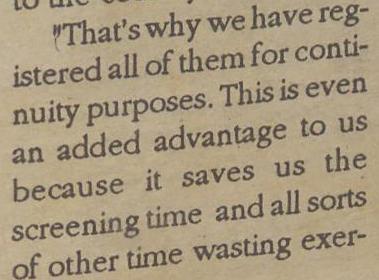 "That's why we have reg-
istered all of them for conti-
nuity purposes. This is even
an added advantage to us
because it saves us the
screening time and all sorts
of other time wasting exer-